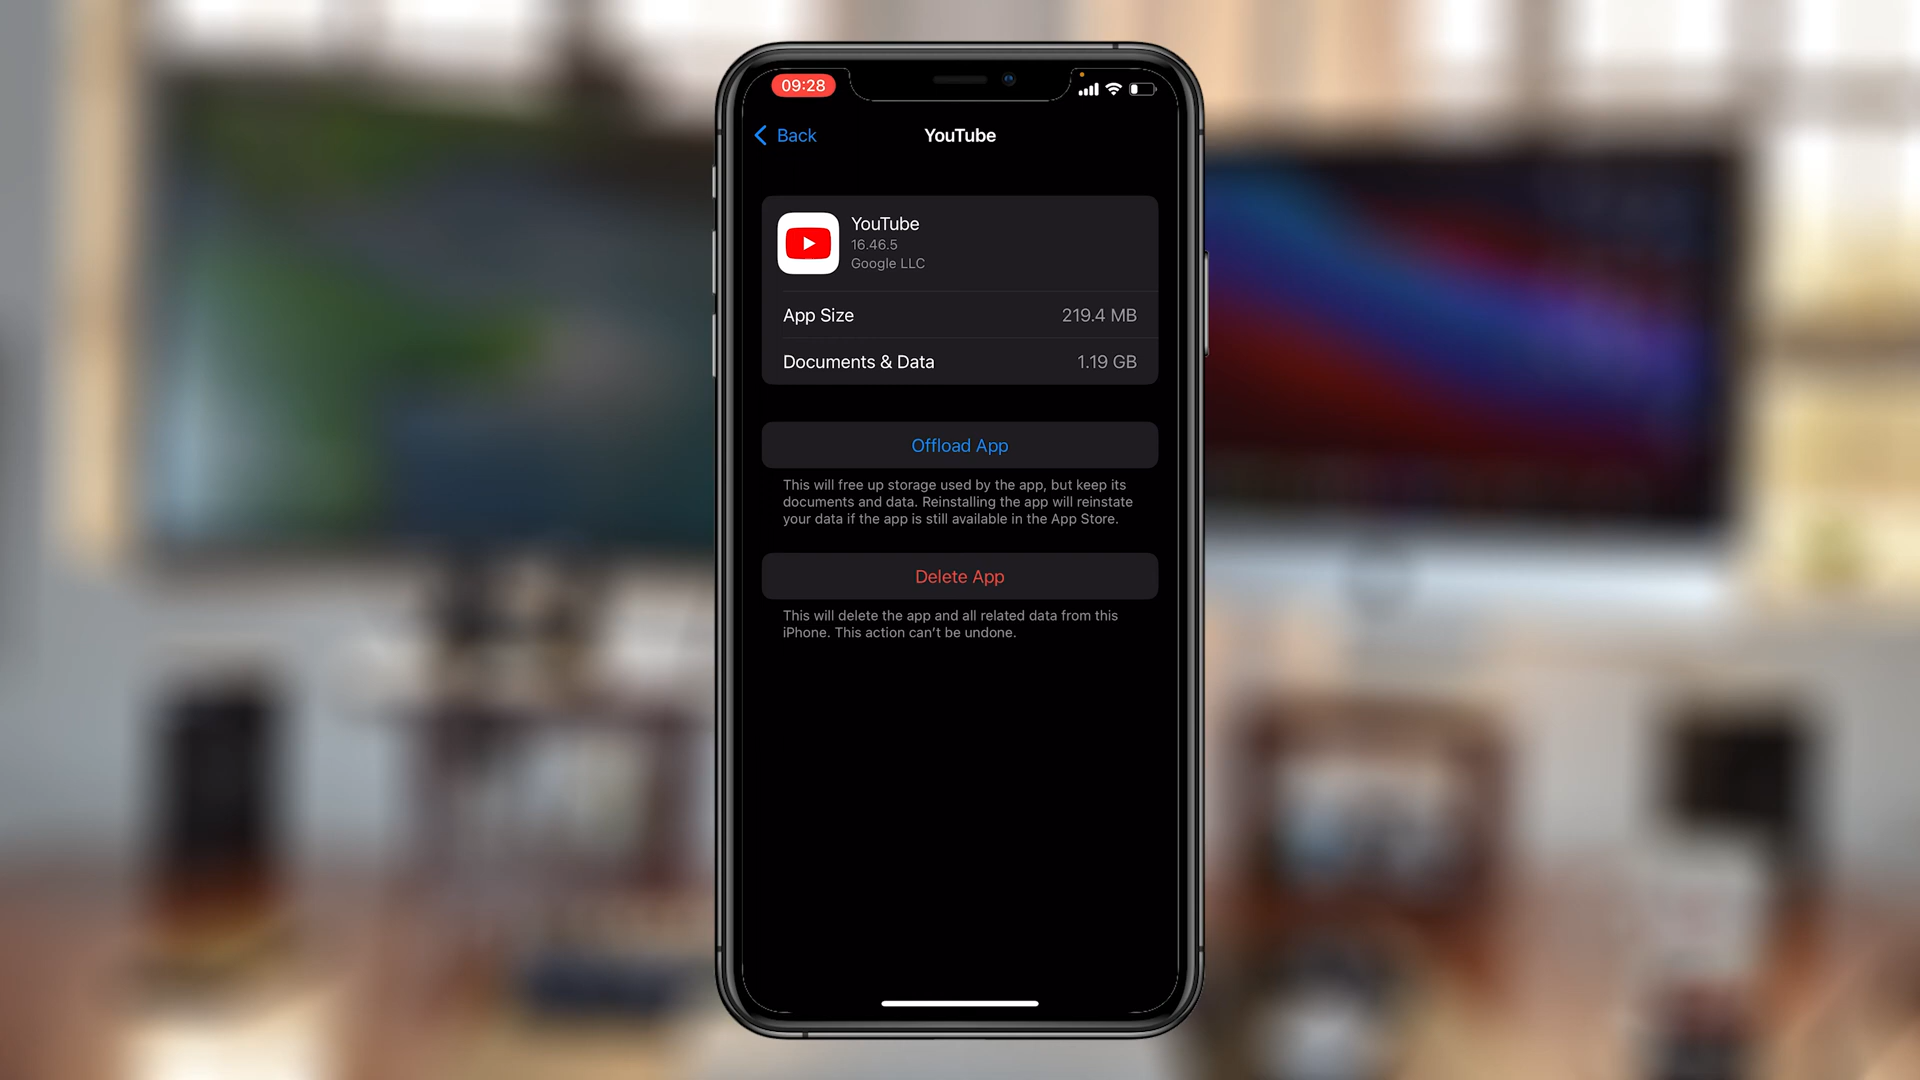 09:28
Back
YouTube
YouTube
16.46.5
Google LLC
App Size 219.4 MB
Documents & Data 1.19 GB
Offload App
This will free up storage used by the app, but keep its
documents and data. Reinstalling the app will reinstate
your data if the app is still available in the App Store.
Delete App
This will delete the app and all related data from this
iPhone. This action can't be undone.